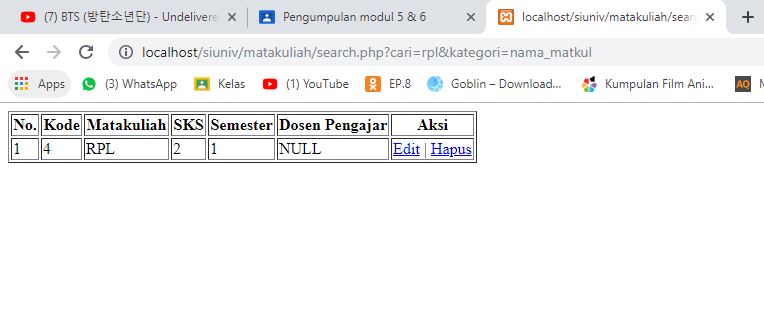 (7) BTS (방탄소년단) - Undelivere
Pengumpulan modul 5 & 6
localhost/siuniv/matakuliah/searc
localhost/siuniv/matakuliah/search.php?cari=rpl&kategori=nama_matkul
Apps (3) WhatsApp Kelas (1) YouTube EP.8 Goblin – Download... Kumpulan Film Ani... AQ M
No. Kode Matakuliah SKS Semester Dosen Pengajar Aksi
1 4 RPL 2 1 NULL Edit | Hapus